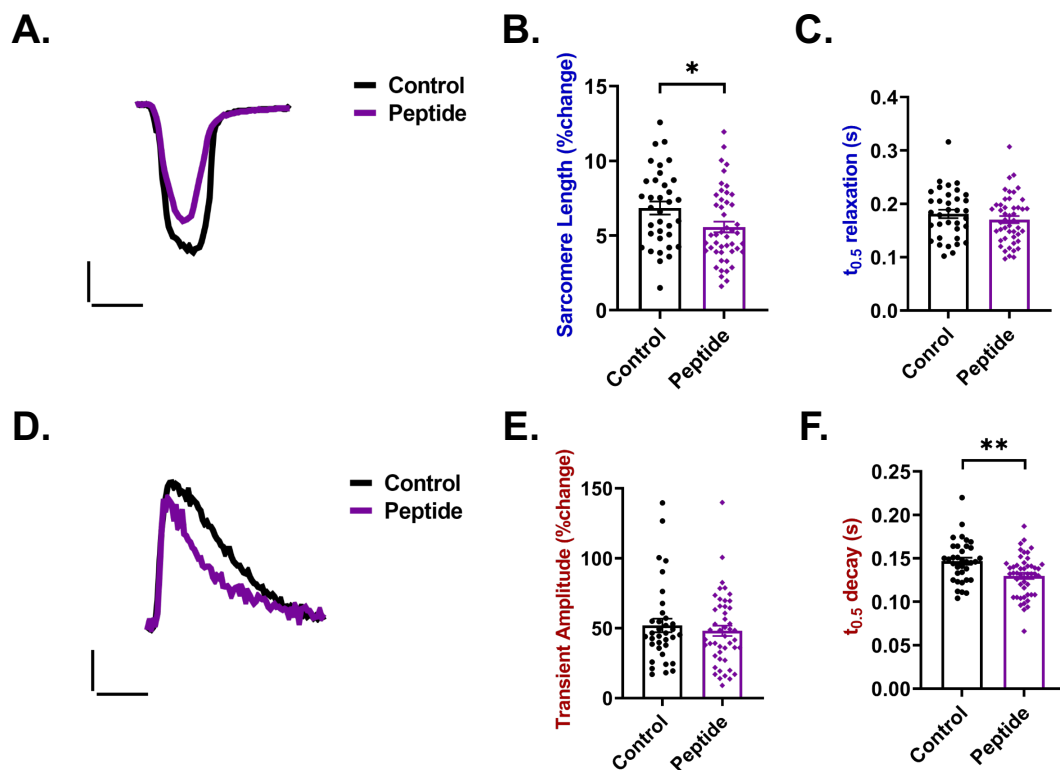 A.
Control
Peptide
B.
*
Sarcomere Length (%change)
15
10
5
0
Control
Peptide
C.
t0.5 relaxation (s)
0.4
0.3
0.2
0.1
0.0
Conrol
Peptide
D.
Control
Peptide
E.
Transient Amplitude (%change)
150
100
50
0
Control
Peptide
F.
**
t0.5 decay (s)
0.25
0.20
0.15
0.10
0.05
0.00
Control
Peptide